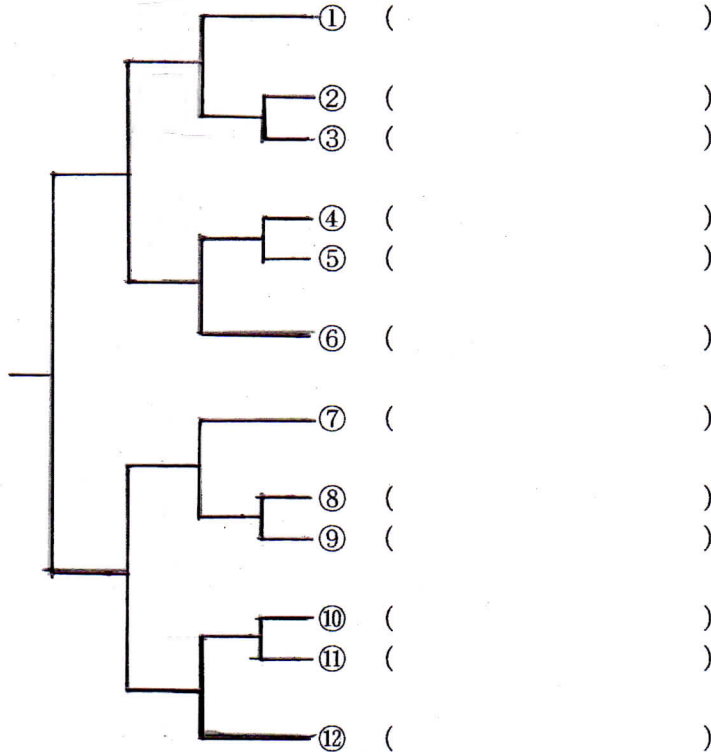 ① ( )
② ( )
③ ( )
④ ( )
⑤ ( )
⑥ ( )
⑦ ( )
⑧ ( )
⑨ ( )
⑩ ( )
⑪ ( )
⑫ ( )